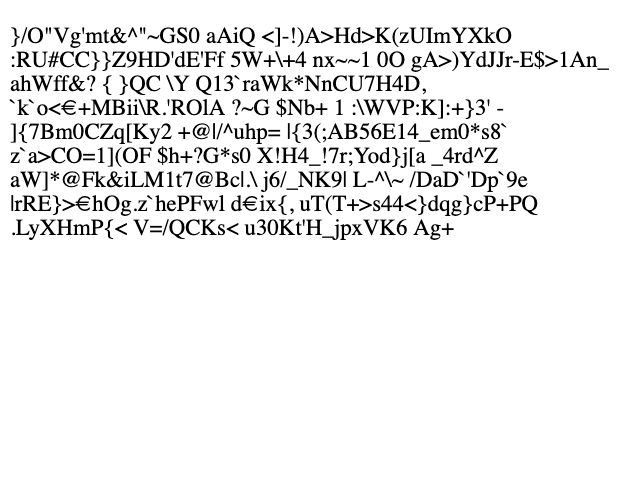 }/O"Vg'mt&^"~GS0 aAiQ <]-!)A>Hd>K(zUImYXkO
:RU#CC}}Z9HD'dE'Ff 5W+\+4 nx~~1 0O gA>)YdJJr-E$>1An_
ahWff&? { }QC \Y Q13`raWk*NnCU7H4D,
`k`o<€+MBii\R.'ROlA ?~G $Nb+ 1 :\WVP:K]:+}3' -
]{7Bm0CZq[Ky2 +@|/^uhp= |{3(;AB56E14_em0*s8`
z`a>CO=1](OF $h+?G*s0 X!H4_!7r;Yod}j[a _4rd^Z
aW]*@Fk&iLM1t7@Bc|.\ j6/_NK9| L-^\~ /DaD`'Dp`9e
|rRE}>€hOg.z`hePFwl d€ix{, uT(T+>s44<}dqg}cP+PQ
.LyXHmP{< V=/QCKs< u30Kt'H_jpxVK6 Ag+